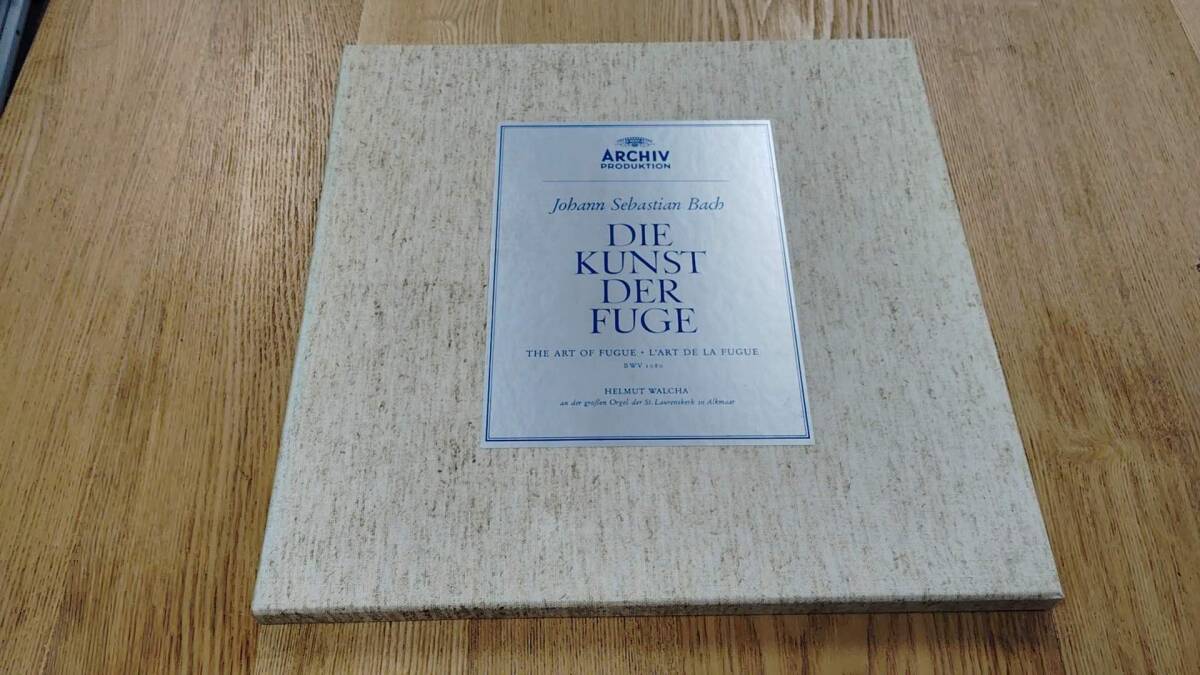 ARCHIV
PRODUKTION
Johann Sebastian Bach
DIE
KUNST
DER
FUGE
THE ART OF FUGUE • L'ART DE LA FUGUE
BWV 1080
HELMUT WALCHA
an der großen Orgel der St. Laurenskerk in Alkmaar